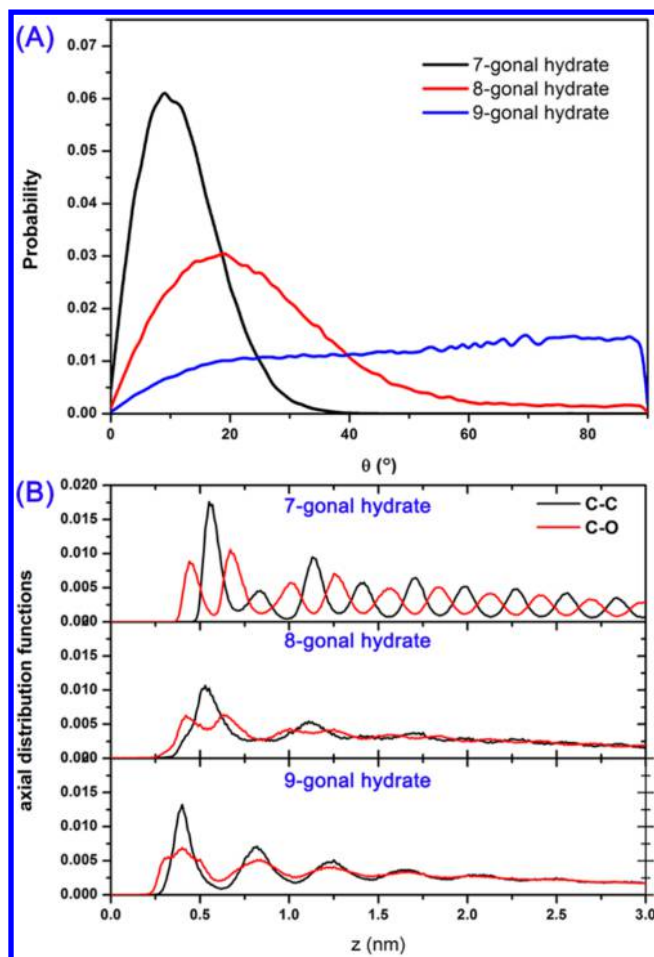 (A)
0.07
0.06
0.05
0.04
0.03
0.02
0.01
0.00
Probability
7-gonal hydrate
8-gonal hydrate
9-gonal hydrate
0 20 40 60 80
θ (°)
(B)
axial distribution functions
0.020
0.015
0.010
0.005
7-gonal hydrate
C-C
C-O
0.015
0.010
0.005
8-gonal hydrate
0.015
0.010
0.005
0.000
9-gonal hydrate
0.0 0.5 1.0 1.5 2.0 2.5 3.0
z (nm)